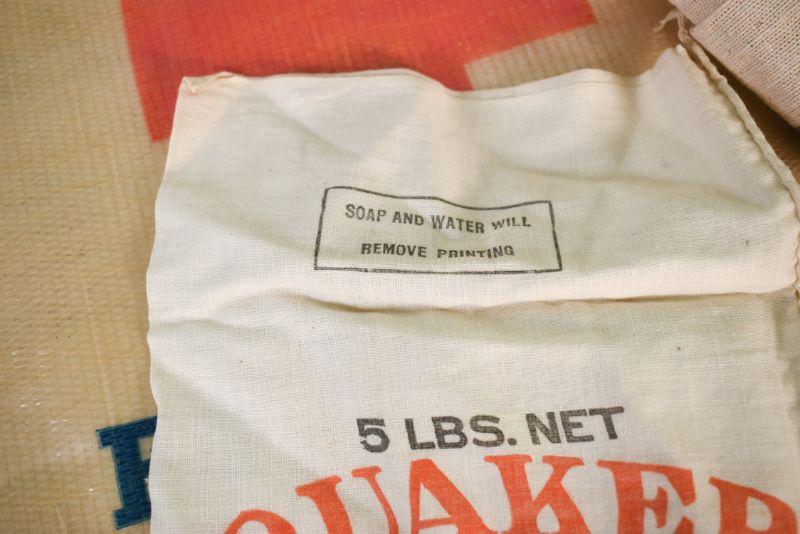 SOAP AND WATER WILL
REMOVE PRINTING
5 LBS. NET
QUAKER